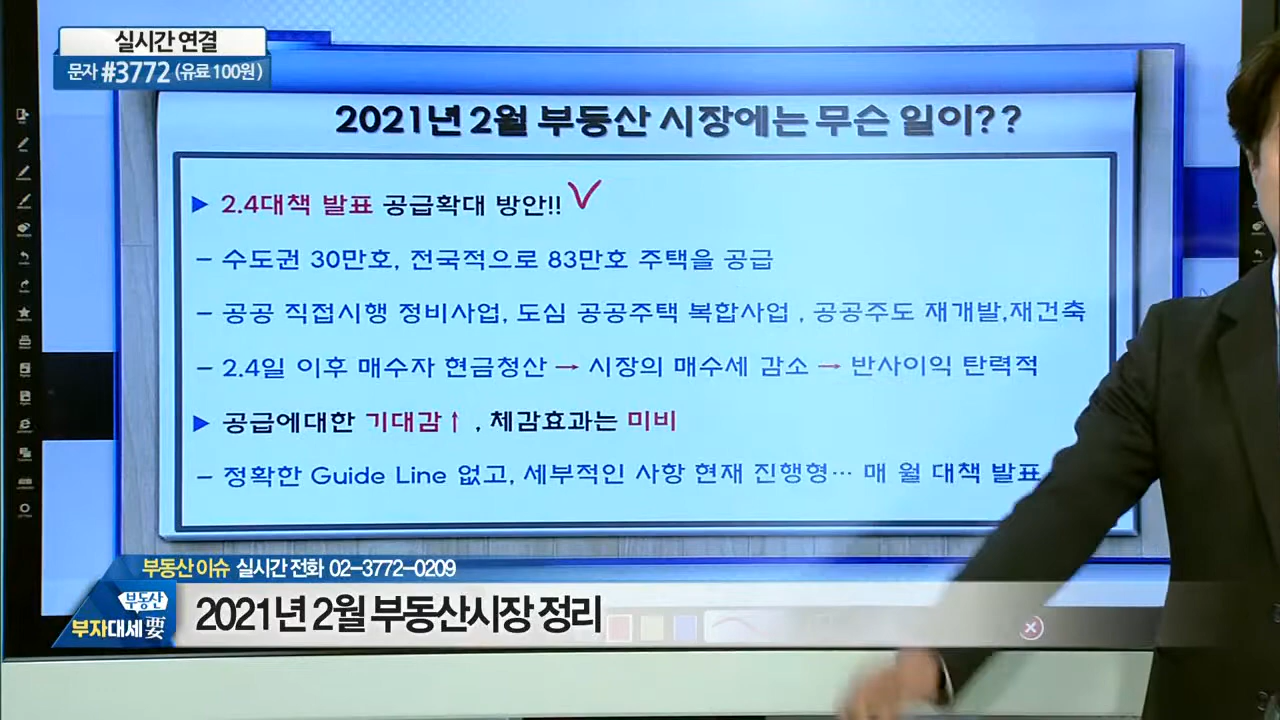 실시간 연결
문자 #3772 (유료 100원)
2021년 2월 부동산 시장에는 무슨 일이??
▶ 2.4대책 발표 공급확대 방안!!
– 수도권 30만호, 전국적으로 83만호 주택을 공급
– 공공 직접시행 정비사업, 도심 공공주택 복합사업 , 공공주도 재개발,재건축
– 2.4일 이후 매수자 현금청산 → 시장의 매수세 감소 → 반사이익 탄력적
▶ 공급에대한 기대감↑ , 체감효과는 미비
– 정확한 Guide Line 없고, 세부적인 사항 현재 진행형… 매 월 대책 발표
부동산 이슈 실시간 전화 02-3772-0209
부동산
부자대세 要
2021년 2월 부동산시장 정리